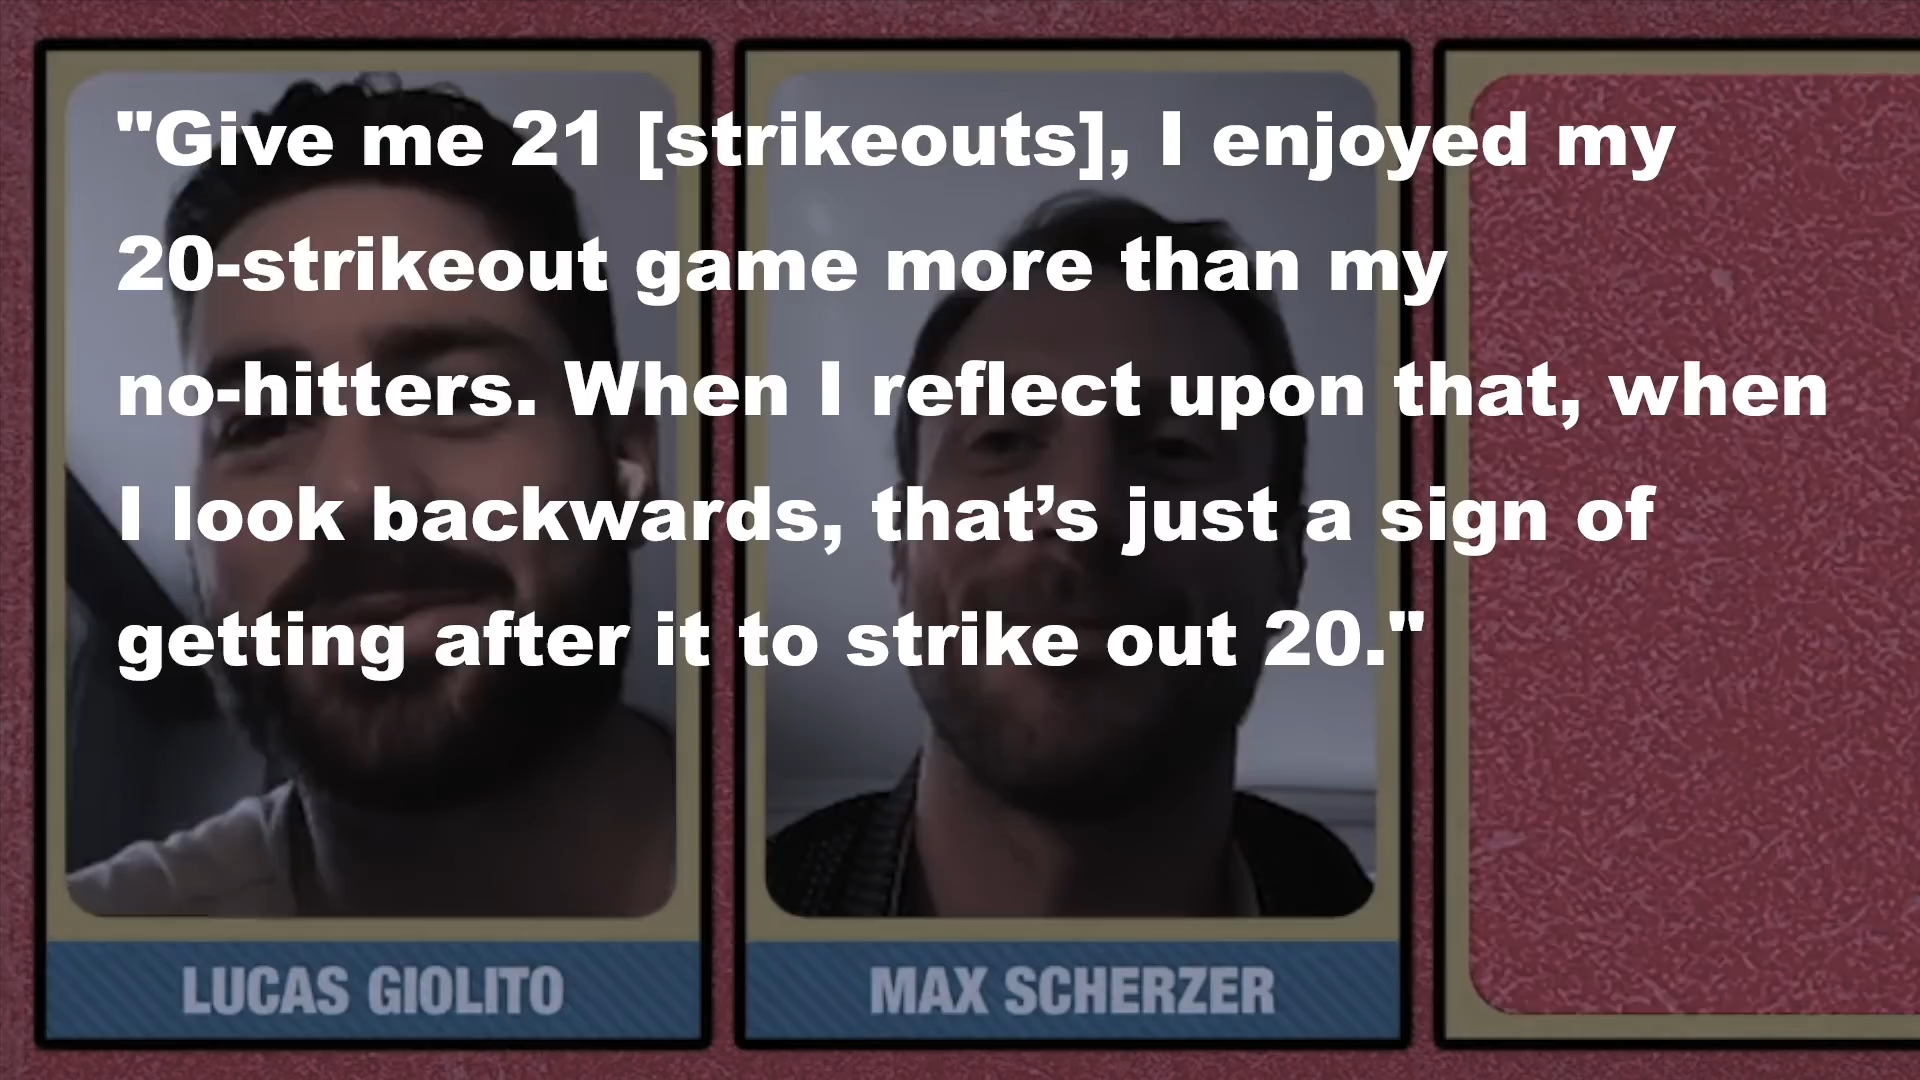 "Give me 21 [strikeouts], I enjoyed my
20-strikeout game more than my
no-hitters. When I reflect upon that, when
I look backwards, that’s just a sign of
getting after it to strike out 20."
LUCAS GIOLITO
MAX SCHERZER